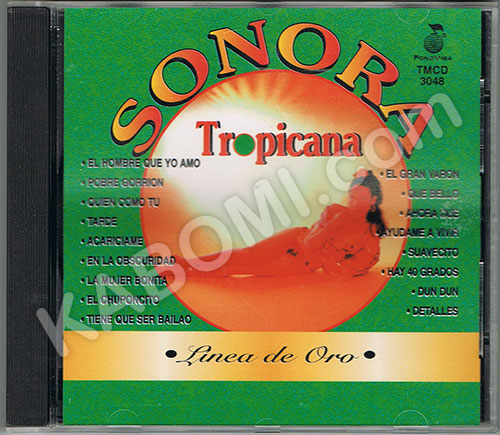 SONORA
Tropicana
FONOVISA
TMCD
3048
• EL HOMBRE QUE YO AMO
• POBRE GORRION
• QUIEN COMO TU
• TARDE
• ACARICIAME
• EN LA OBSCURIDAD
• LA MUJER BONITA
• EL CHUPONCITO
• TIENE QUE SER BAILAO
• EL GRAN VARON
• QUE BELLO
• AHORA QUE
• AYUDAME A VIVIR
• SUAVECITO
• HAY 40 GRADOS
• DUN DUN
• DETALLES
• Linea de Oro •
KABOMI.com